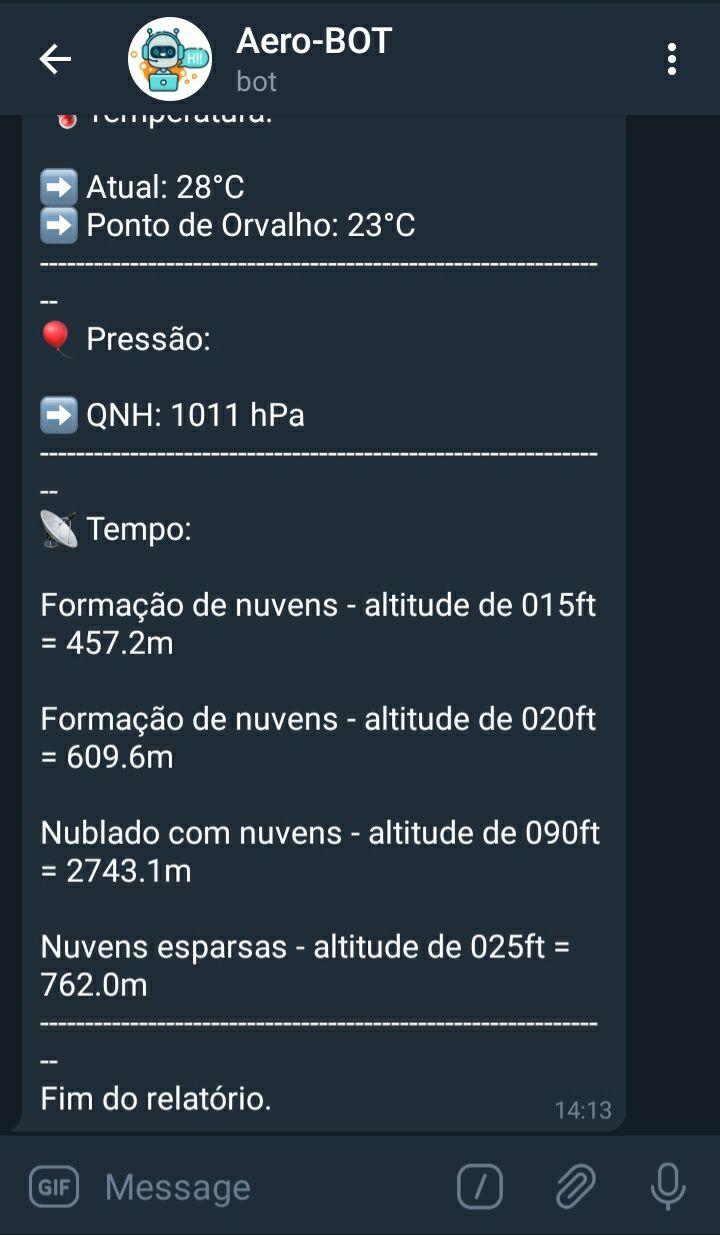 Aero-BOT
HI!
bot
Temperatura:
Atual: 28°C
Ponto de Orvalho: 23°C
---------------------------------------------------------------
--
Pressão:
QNH: 1011 hPa
---------------------------------------------------------------
--
Tempo:
Formação de nuvens - altitude de 015ft
= 457.2m
Formação de nuvens - altitude de 020ft
= 609.6m
Nublado com nuvens - altitude de 090ft
= 2743.1m
Nuvens esparsas - altitude de 025ft =
762.0m
---------------------------------------------------------------
--
Fim do relatório.
14:13
GIF
Message
/